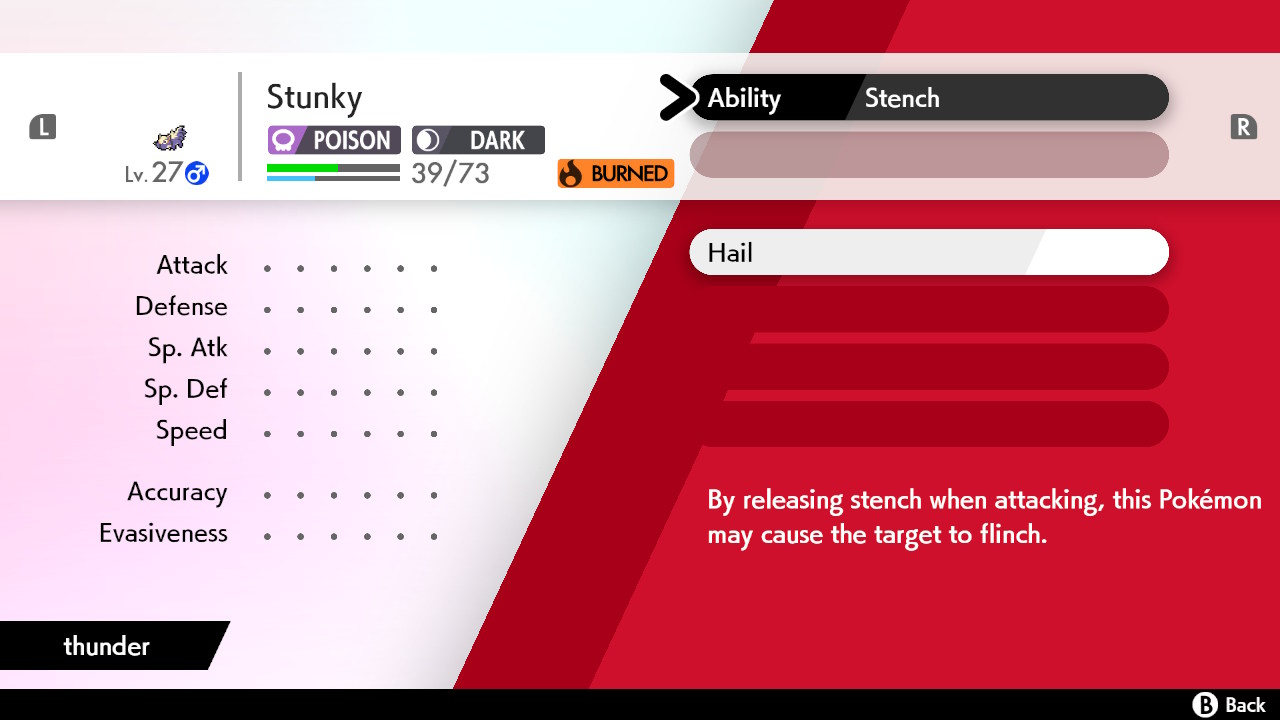 L
Stunky
POISON DARK
Lv. 27
39/73
BURNED
Ability Stench
R
Hail
Attack
Defense
Sp. Atk
Sp. Def
Speed
Accuracy
Evasiveness
By releasing stench when attacking, this Pokémon
may cause the target to flinch.
thunder
B Back